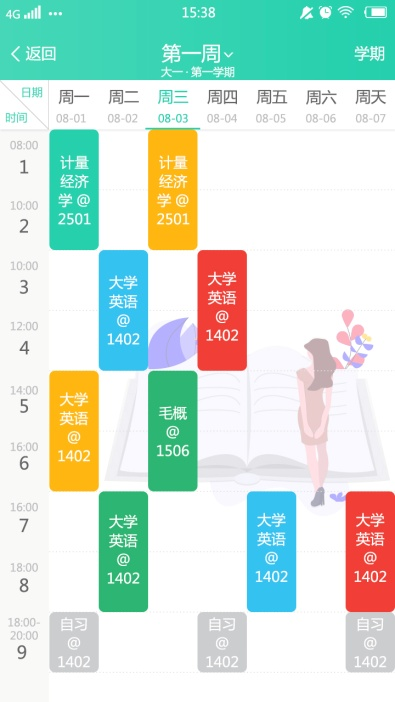 4G 15:38
返回 第一周 学期
大一 · 第一学期
日期 周一 周二 周三 周四 周五 周六 周天
时间 08-01 08-02 08-03 08-04 08-05 08-06 08-07
08:00
1
10:00
2
计量
经济
学 @
2501
计量
经济
学 @
2501
10:00
3
12:00
4
大学
英语
@
1402
大学
英语
@
1402
14:00
5
16:00
6
大学
英语
@
1402
毛概
@
1506
16:00
7
18:00
8
大学
英语
@
1402
大学
英语
@
1402
大学
英语
@
1402
18:00-
20:00
9
自习
@
1402
自习
@
1402
自习
@
1402